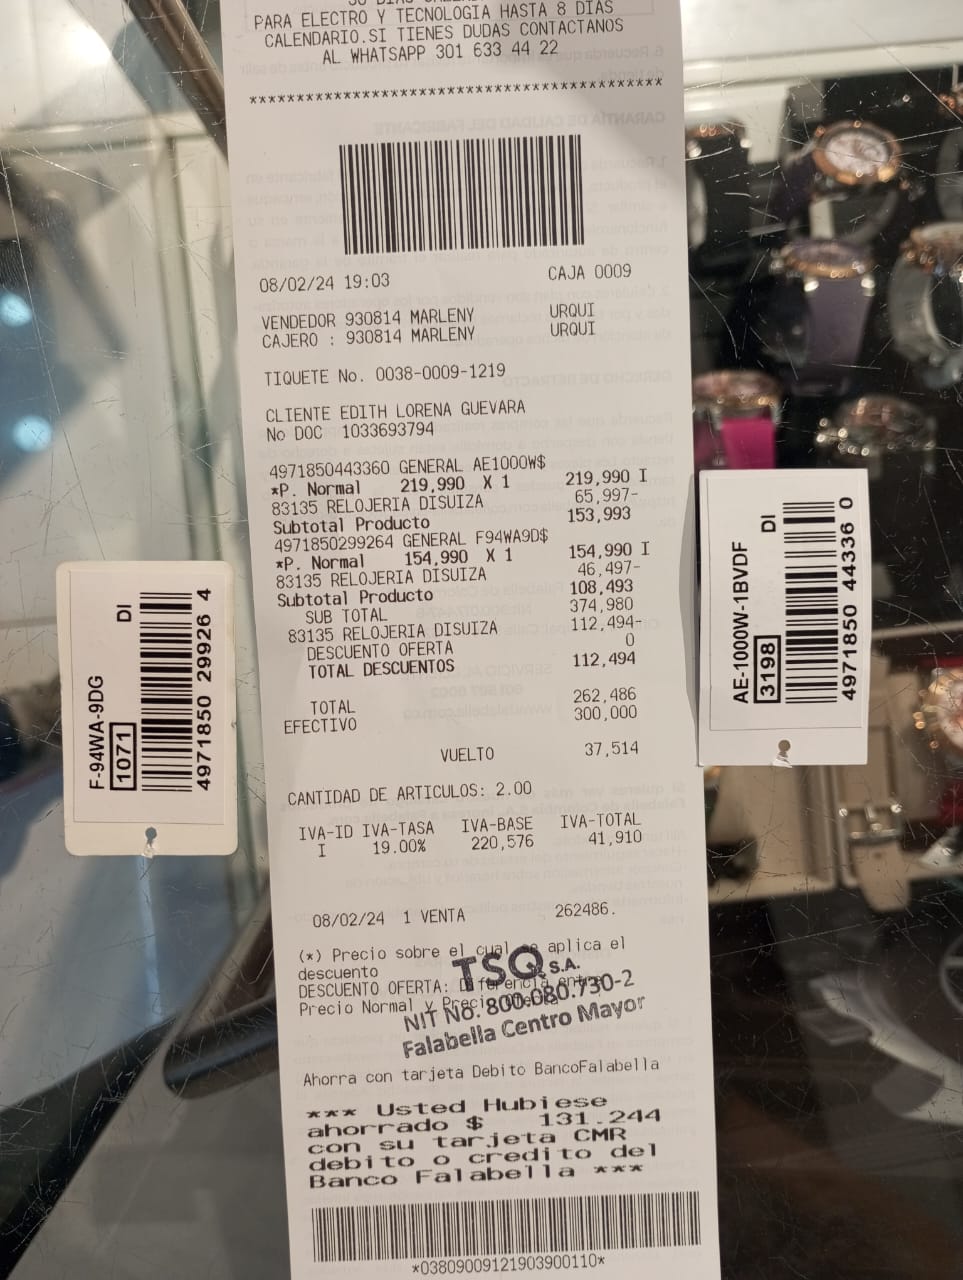 PARA ELECTRO Y TECNOLOGIA HASTA 8 DIAS
CALENDARIO.SI TIENES DUDAS CONTACTANOS
AL WHATSAPP 301 633 44 22
******************************************
08/02/24 19:03 CAJA 0009
VENDEDOR 930814 MARLENY URQUI
CAJERO : 930814 MARLENY URQUI
TIQUETE No. 0038-0009-1219
CLIENTE EDITH LORENA GUEVARA
No DOC 1033693794
4971850443360 GENERAL AE1000W$
*P. Normal 219,990 X 1 219,990 I
83135 RELOJERIA DISUIZA 65,997-
Subtotal Producto 153,993
4971850299264 GENERAL F94WA9D$
*P. Normal 154,990 X 1 154,990 I
83135 RELOJERIA DISUIZA 46,497-
Subtotal Producto 108,493
SUB TOTAL 374,980
83135 RELOJERIA DISUIZA 112,494-
DESCUENTO OFERTA 0
TOTAL DESCUENTOS 112,494
TOTAL 262,486
EFECTIVO 300,000
VUELTO 37,514
CANTIDAD DE ARTICULOS: 2.00
IVA-ID IVA-TASA IVA-BASE IVA-TOTAL
I 19.00% 220,576 41,910
08/02/24 1 VENTA 262486.
(*) Precio sobre el cual se aplica el
descuento
DESCUENTO OFERTA: Diferencia entre
Precio Normal y Precio Oferta
TSQ S.A.
NIT No. 800.080.730-2
Falabella Centro Mayor
Ahorra con tarjeta Debito BancoFalabella
*** Usted Hubiese
ahorrado $ 131.244
con su tarjeta CMR
debito o credito del
Banco Falabella ***
*03809009121903900110*
F-94WA-9DG DI
1071
4971850 29926 4
AE-1000W-1BVDF DI
3198
4971850 44336 0